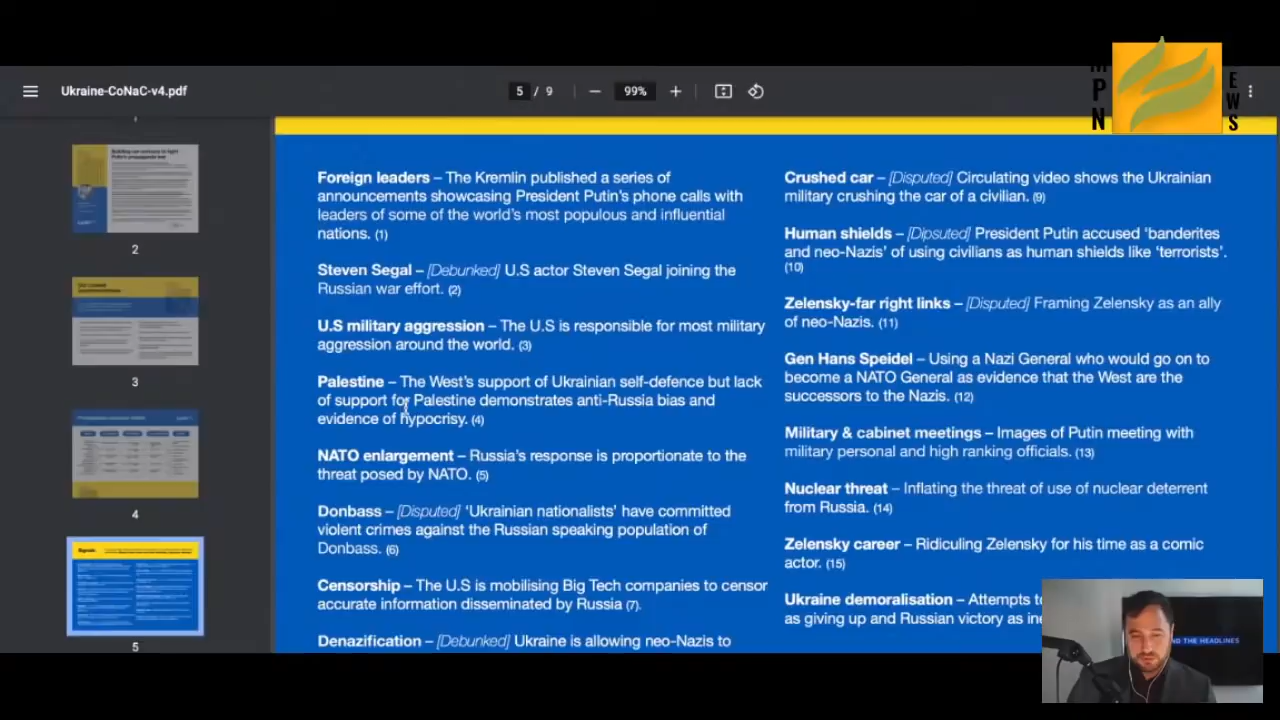 Ukraine-CoNaC-v4.pdf
5 / 9
99%
M
P
N
E
W
S
2
3
4
5
Foreign leaders – The Kremlin published a series of
announcements showcasing President Putin's phone calls with
leaders of some of the world's most populous and influential
nations. (1)
Steven Segal – [Debunked] U.S actor Steven Segal joining the
Russian war effort. (2)
U.S military aggression – The U.S is responsible for most military
aggression around the world. (3)
Palestine – The West's support of Ukrainian self-defence but lack
of support for Palestine demonstrates anti-Russia bias and
evidence of hypocrisy. (4)
NATO enlargement – Russia's response is proportionate to the
threat posed by NATO. (5)
Donbass – [Disputed] 'Ukrainian nationalists' have committed
violent crimes against the Russian speaking population of
Donbass. (6)
Censorship – The U.S is mobilising Big Tech companies to censor
accurate information disseminated by Russia (7).
Denazification – [Debunked] Ukraine is allowing neo-Nazis to
Crushed car – [Disputed] Circulating video shows the Ukrainian
military crushing the car of a civilian. (9)
Human shields – [Dipsuted] President Putin accused 'banderites
and neo-Nazis' of using civilians as human shields like 'terrorists'.
(10)
Zelensky-far right links – [Disputed] Framing Zelensky as an ally
of neo-Nazis. (11)
Gen Hans Speidel – Using a Nazi General who would go on to
become a NATO General as evidence that the West are the
successors to the Nazis. (12)
Military & cabinet meetings – Images of Putin meeting with
military personal and high ranking officials. (13)
Nuclear threat – Inflating the threat of use of nuclear deterrent
from Russia. (14)
Zelensky career – Ridiculing Zelensky for his time as a comic
actor. (15)
Ukraine demoralisation – Attempts
as giving up and Russian victory as
THE HEADLINES